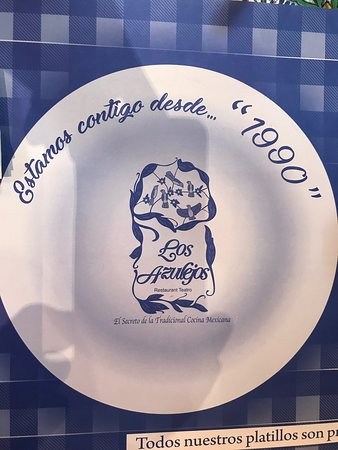 Estamos contigo desde... "1990"
Los
Azulejos
Restaurant Teatro
El Secreto de la Tradicional Cocina Mexicana
Todos nuestros platillos son pr